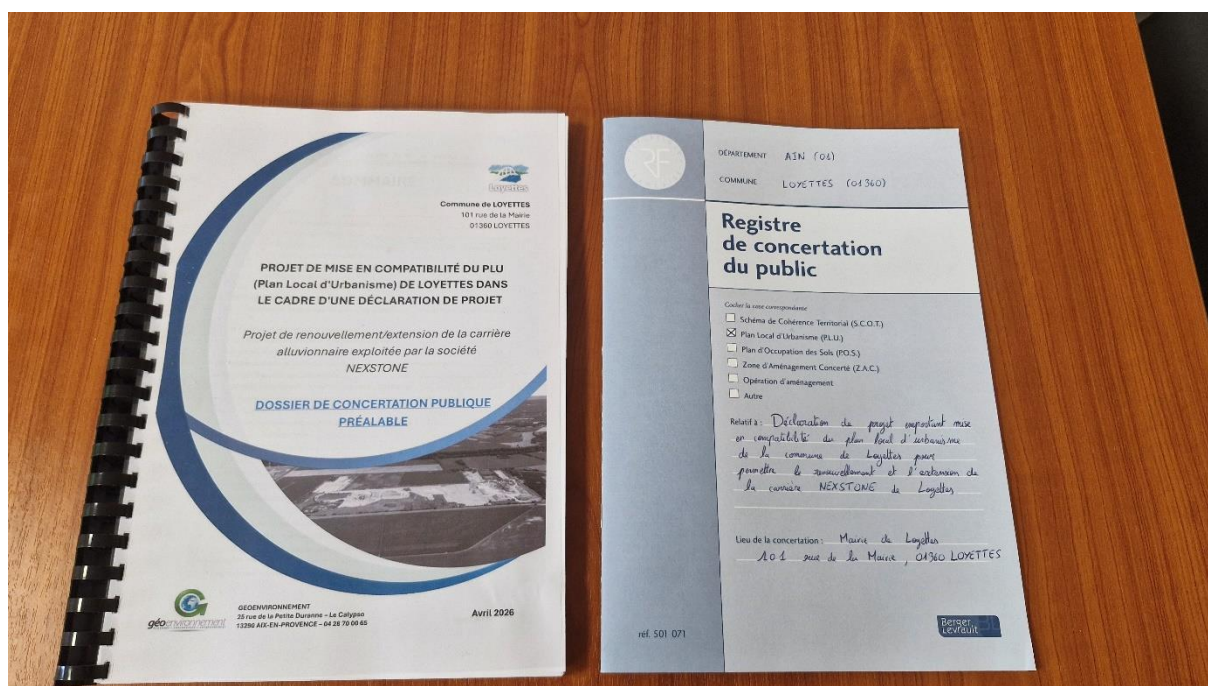 Loyettes
Commune de LOYETTES
101 rue de la Mairie
01360 LOYETTES
PROJET DE MISE EN COMPATIBILITÉ DU PLU
(Plan Local d'Urbanisme) DE LOYETTES DANS
LE CADRE D'UNE DÉCLARATION DE PROJET
Projet de renouvellement/extension de la carrière
alluvionnaire exploitée par la société
NEXSTONE
DOSSIER DE CONCERTATION PUBLIQUE
PRÉALABLE
géoenvironnement
GEOENVIRONNEMENT
25 rue de la Petite Duranne – Le Calypso
13290 AIX-EN-PROVENCE – 04 28 70 00 65
Avril 2026
RF
DÉPARTEMENT AIN (01)
COMMUNE LOYETTES (01360)
Registre
de concertation
du public
Cocher la case correspondante
Schéma de Cohérence Territorial (S.C.O.T.)
Plan Local d'Urbanisme (P.L.U.)
Plan d'Occupation des Sols (P.O.S.)
Zone d'Aménagement Concerté (Z.A.C.)
Opération d'aménagement
Autre
Relatif à : Déclaration de projet emportant mise
en compatibilité du plan local d'urbanisme
de la commune de Loyettes pour
permettre le renouvellement et l'extension de
la carrière NEXSTONE de Loyettes
Lieu de la concertation : Mairie de Loyettes
101 rue de la Mairie, 01360 LOYETTES
réf. 501 071
Berger
Levrault